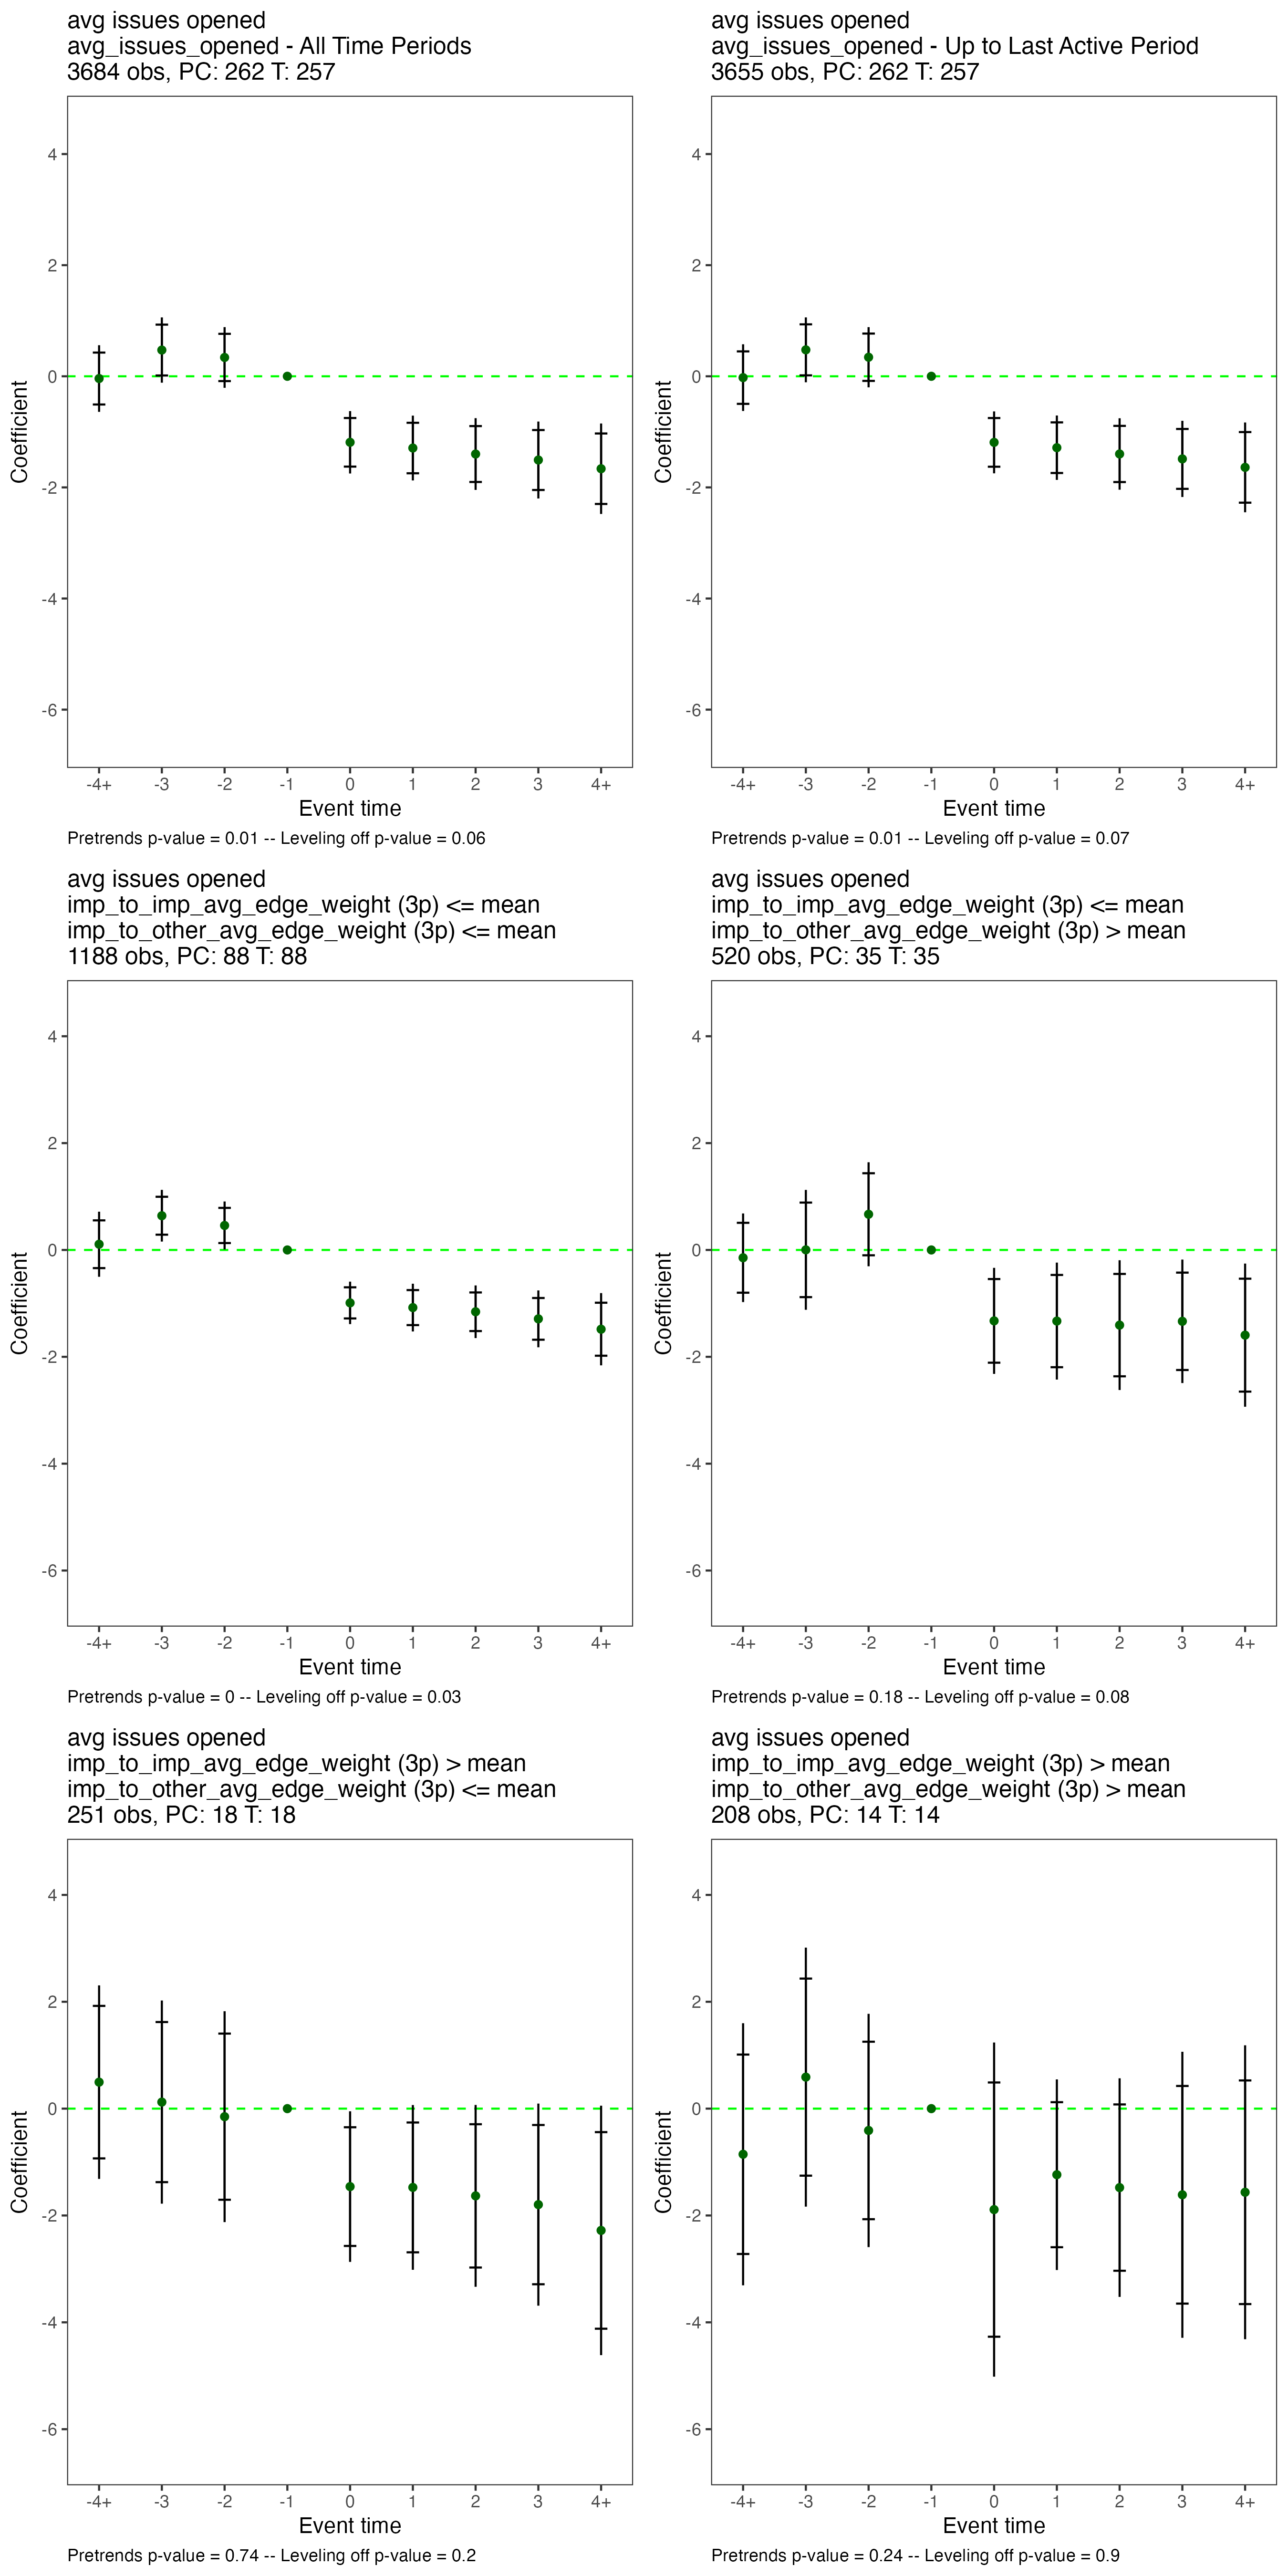 avg issues opened
avg_issues_opened - All Time Periods
3684 obs, PC: 262 T: 257
4
2
0
-2
-4
-6
Coefficient
-4+ -3 -2 -1 0 1 2 3 4+
Event time
Pretrends p-value = 0.01 -- Leveling off p-value = 0.06
avg issues opened
avg_issues_opened - Up to Last Active Period
3655 obs, PC: 262 T: 257
4
2
0
-2
-4
-6
Coefficient
-4+ -3 -2 -1 0 1 2 3 4+
Event time
Pretrends p-value = 0.01 -- Leveling off p-value = 0.07
avg issues opened
imp_to_imp_avg_edge_weight (3p) <= mean
imp_to_other_avg_edge_weight (3p) <= mean
1188 obs, PC: 88 T: 88
4
2
0
-2
-4
-6
Coefficient
-4+ -3 -2 -1 0 1 2 3 4+
Event time
Pretrends p-value = 0 -- Leveling off p-value = 0.03
avg issues opened
imp_to_imp_avg_edge_weight (3p) <= mean
imp_to_other_avg_edge_weight (3p) > mean
520 obs, PC: 35 T: 35
4
2
0
-2
-4
-6
Coefficient
-4+ -3 -2 -1 0 1 2 3 4+
Event time
Pretrends p-value = 0.18 -- Leveling off p-value = 0.08
avg issues opened
imp_to_imp_avg_edge_weight (3p) > mean
imp_to_other_avg_edge_weight (3p) <= mean
251 obs, PC: 18 T: 18
4
2
0
-2
-4
-6
Coefficient
-4+ -3 -2 -1 0 1 2 3 4+
Event time
Pretrends p-value = 0.74 -- Leveling off p-value = 0.2
avg issues opened
imp_to_imp_avg_edge_weight (3p) > mean
imp_to_other_avg_edge_weight (3p) > mean
208 obs, PC: 14 T: 14
4
2
0
-2
-4
-6
Coefficient
-4+ -3 -2 -1 0 1 2 3 4+
Event time
Pretrends p-value = 0.24 -- Leveling off p-value = 0.9